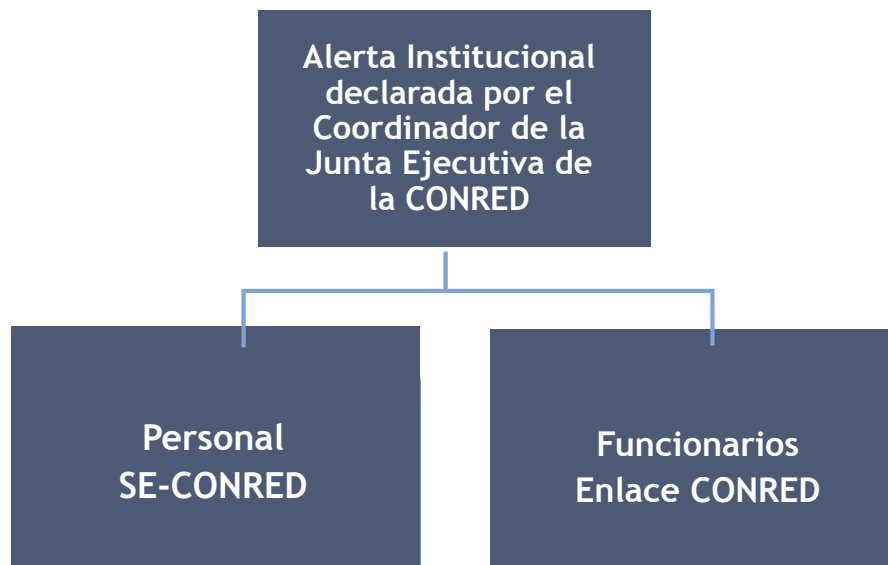 Alerta Institucional
declarada por el
Coordinador de la
Junta Ejecutiva de
la CONRED
Personal
SE-CONRED
Funcionarios
Enlace CONRED